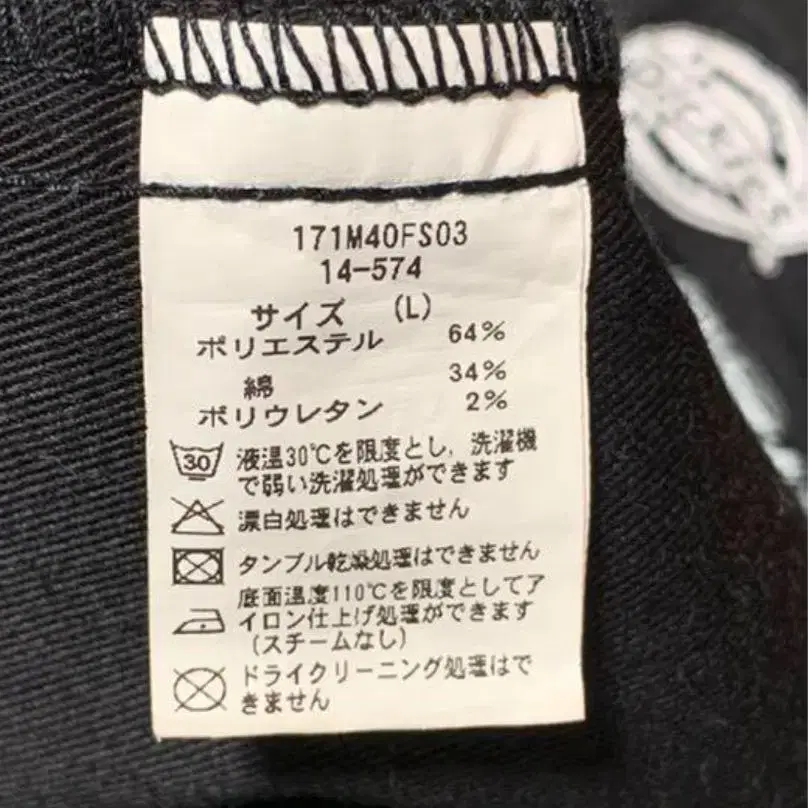 171M40FS03
14-574
サイズ (L)
ポリエステル 64%
綿 34%
ポリウレタン 2%
30 液温30℃を限度とし、洗濯機
で弱い洗濯処理ができます
漂白処理はできません
タンブル乾燥処理はできません
底面温度110℃を限度としてア
イロン仕上げ処理ができます
(スチームなし)
ドライクリーニング処理はで
きません
Dickies